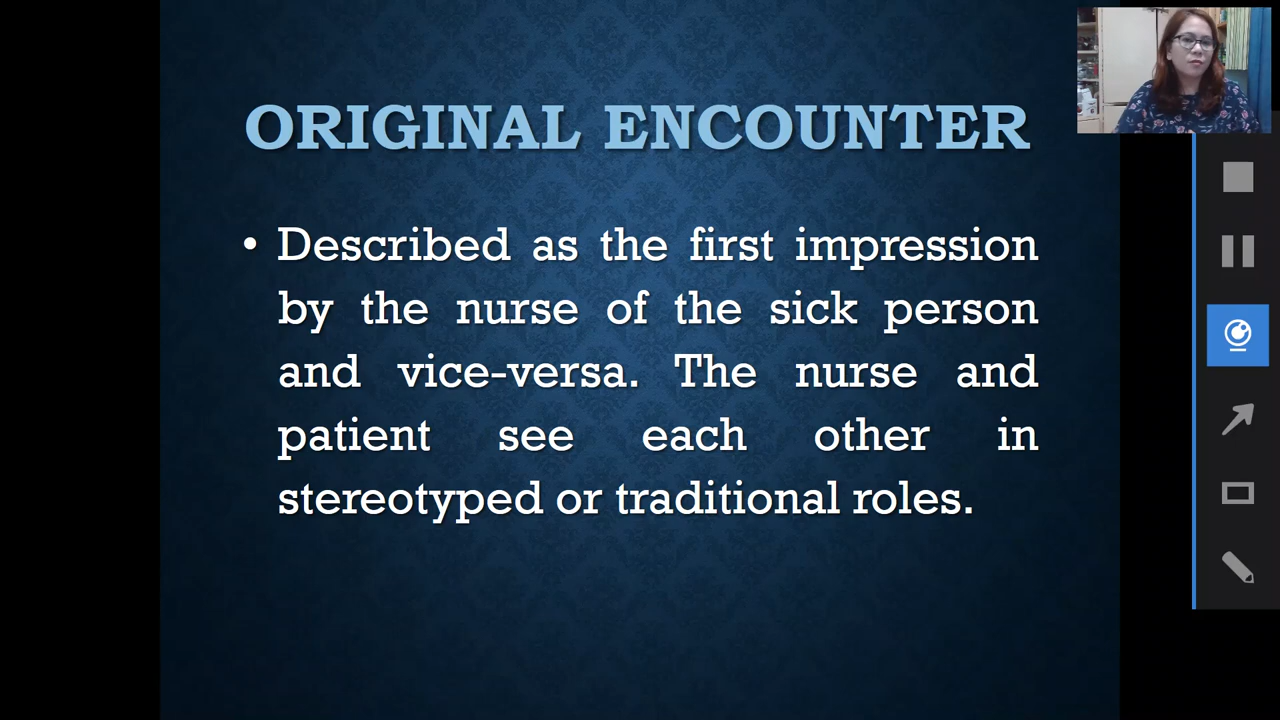 ORIGINAL ENCOUNTER
• Described as the first impression
by the nurse of the sick person
and vice-versa. The nurse and
patient see each other in
stereotyped or traditional roles.